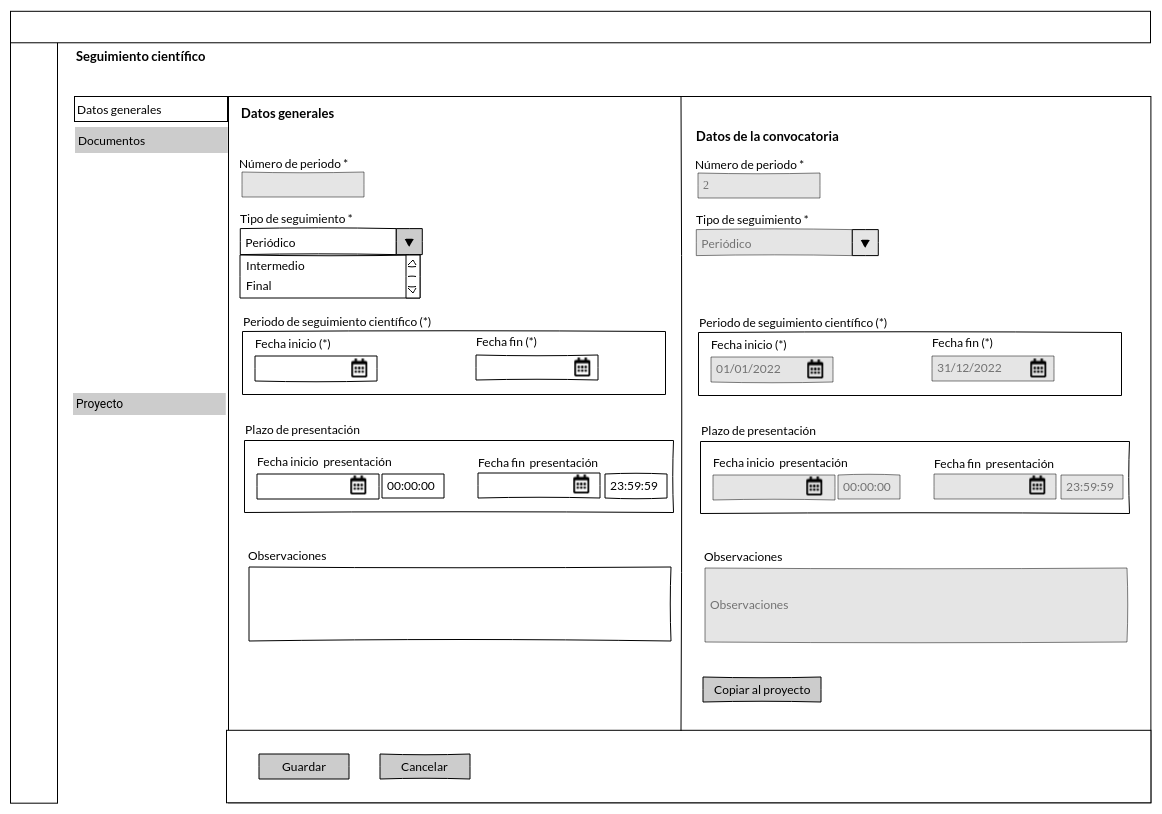 Seguimiento científico
Datos generales
Documentos
Proyecto
Datos generales
Número de periodo *
Tipo de seguimiento *
Periódico
Intermedio
Final
Periodo de seguimiento científico (*)
Fecha inicio (*)
Fecha fin (*)
Plazo de presentación
Fecha inicio presentación
Fecha fin presentación
00:00:00
23:59:59
Observaciones
Datos de la convocatoria
Número de periodo *
2
Tipo de seguimiento *
Periódico
Periodo de seguimiento científico (*)
Fecha inicio (*)
Fecha fin (*)
01/01/2022
31/12/2022
Plazo de presentación
Fecha inicio presentación
Fecha fin presentación
00:00:00
23:59:59
Observaciones
Observaciones
Copiar al proyecto
Guardar
Cancelar